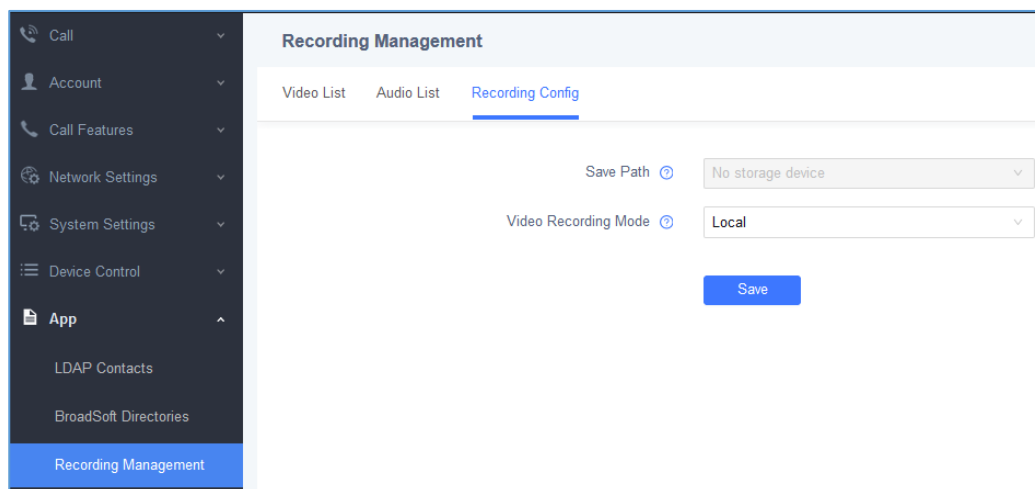 Call
Account
Call Features
Network Settings
System Settings
Device Control
App
LDAP Contacts
BroadSoft Directories
Recording Management
Recording Management
Video List Audio List Recording Config
Save Path ? No storage device
Video Recording Mode ? Local
Save